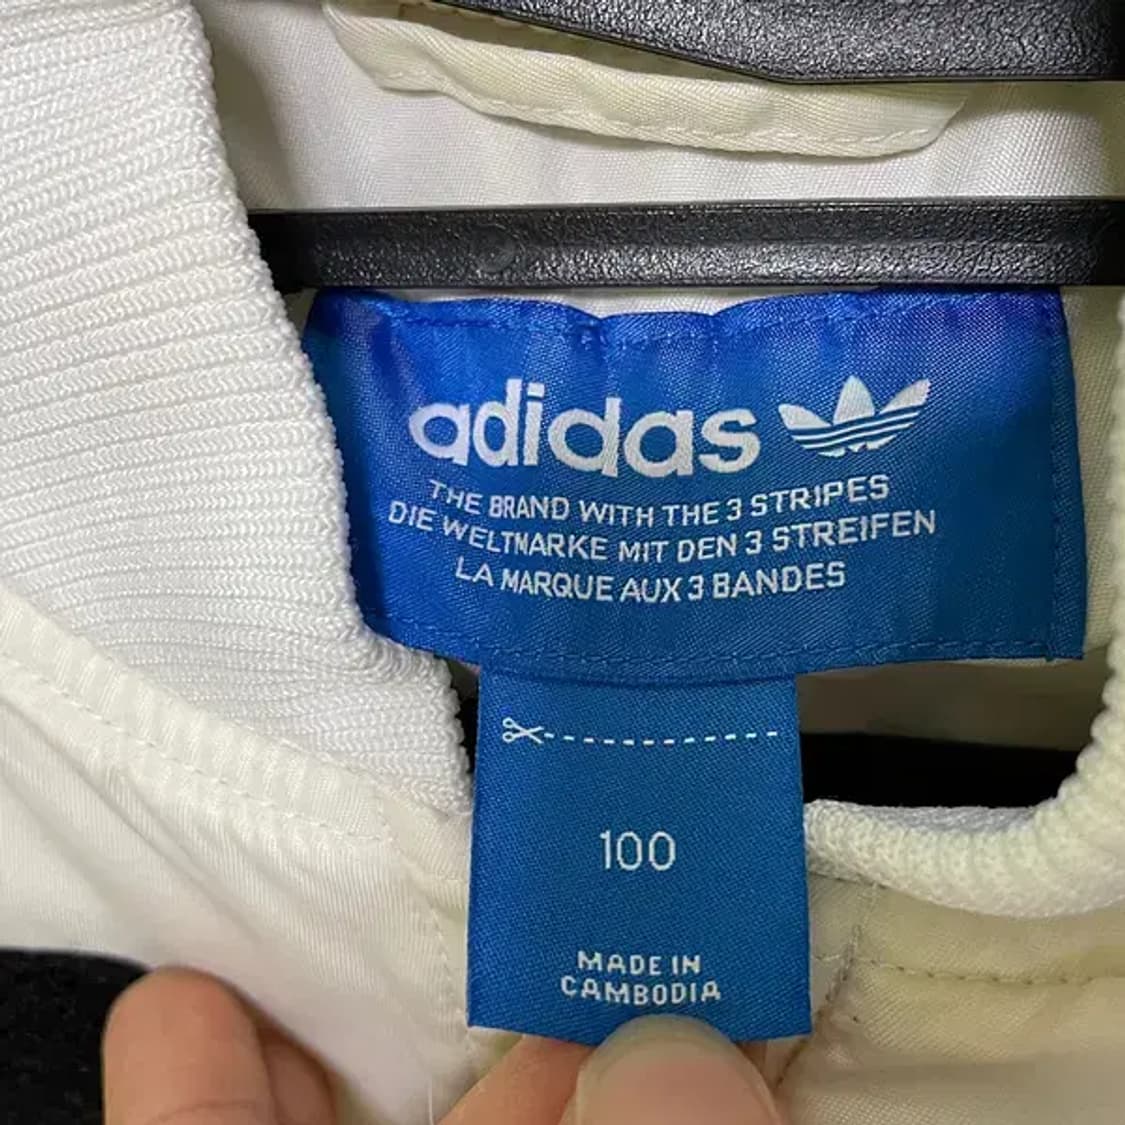 adidas
THE BRAND WITH THE 3 STRIPES
DIE WELTMARKE MIT DEN 3 STREIFEN
LA MARQUE AUX 3 BANDES
100
MADE IN
CAMBODIA